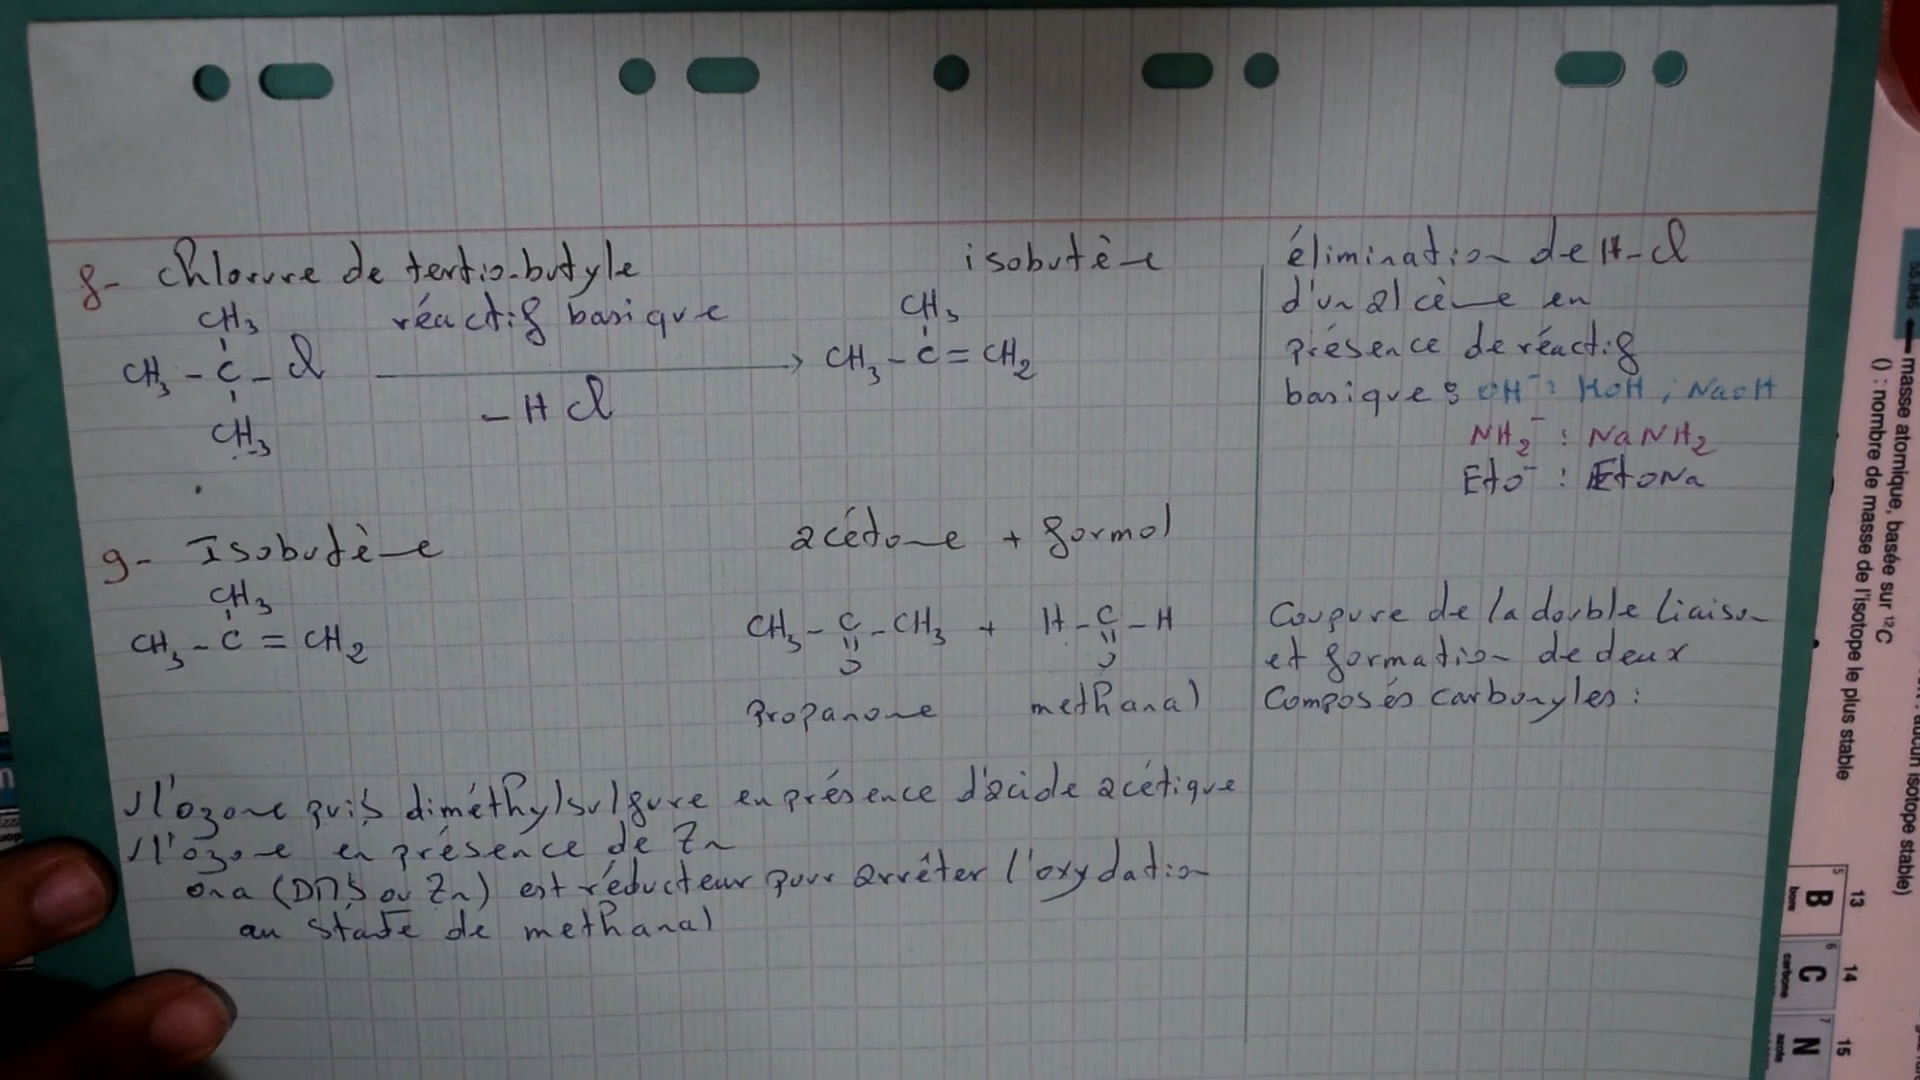 8- Chlorure de tertio-butyle
isobutène
CH3
réactif basique
CH3
CH3 - C - Cl
CH3 - C = CH2
- H Cl
CH3
élimination de H-Cl
d'un alcène en
présence de réactif
basique : OH- : KOH ; NaOH
NH2- : NaNH2
EtO- : EtONa
9- Isobutène
acétone + formol
CH3
CH3 - C = CH2
CH3 - C - CH3 + H - C - H
O O
Propanone methanal
Coupure de la double liaison
et formation de deux
Composés carbonyles :
l'ozone puis diméthylsulfure en présence d'acide acétique
l'ozone en présence de Zn
on a (DMS ou Zn) est réducteur pour arrêter l'oxydation
au stade de methanal
masse atomique, basée sur 12C
() : nombre de masse de l'isotope le plus stable
aucun isotope stable)
13
5
B
bore
14
6
C
carbone
15
7
N
azote